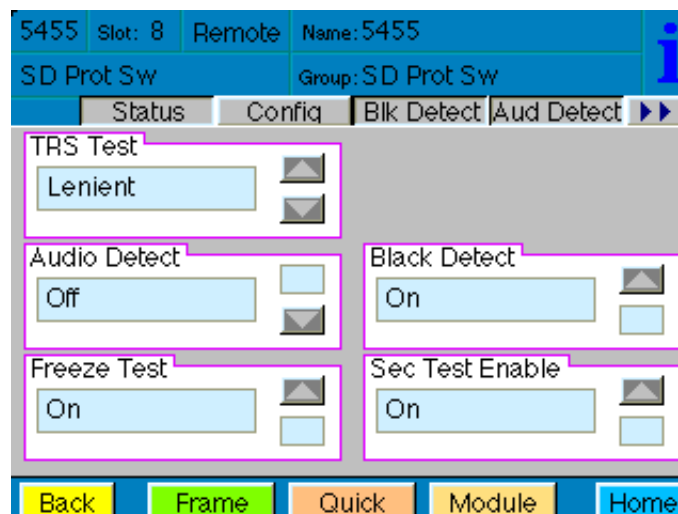 5455 Slot: 8 Remote Name: 5455
SD Prot Sw Group: SD Prot Sw
Status Config Blk Detect Aud Detect
TRS Test
Lenient
Audio Detect Black Detect
Off On
Freeze Test Sec Test Enable
On On
Back Frame Quick Module Home